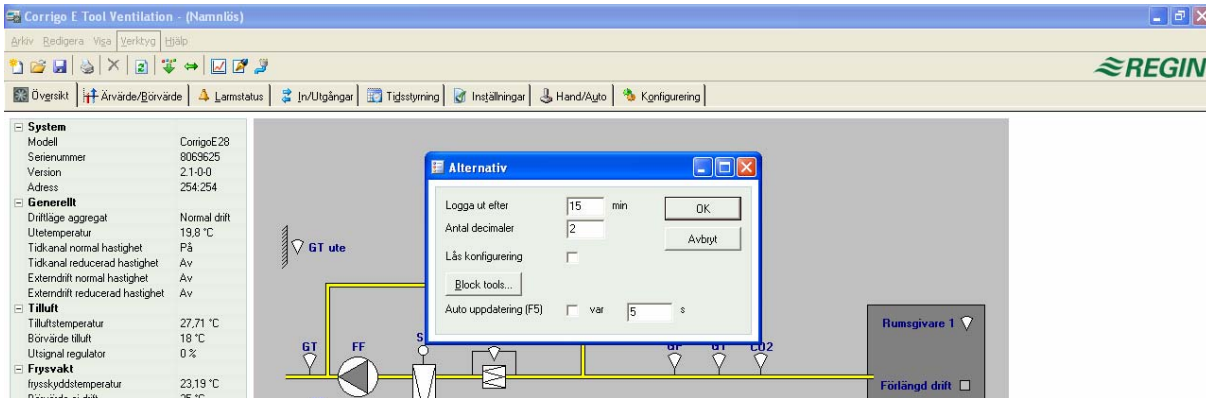 Corrigo E Tool Ventilation - (Namnlös)
Arkiv Redigera Visa Verktyg Hjälp
REGIN
Översikt Ärvärde/Börvärde Larmstatus In/Utgångar Tidsstyrning Inställningar Hand/Auto Konfigurering
System
Modell CorrigoE28
Serienummer 8069625
Version 2.1-0-0
Adress 254:254
Generellt
Driftläge aggregat Normal drift
Utetemperatur 19,8 °C
Tidkanal normal hastighet På
Tidkanal reducerad hastighet Av
Externdrift normal hastighet Av
Externdrift reducerad hastighet Av
Tilluft
Tilluftstemperatur 27,71 °C
Börvärde tilluft 18 °C
Utsignal regulator 0 %
Frysvakt
frysskyddstemperatur 23,19 °C
GT ute
GT
FF
Alternativ
Logga ut efter 15 min
OK
Antal decimaler 2
Avbryt
Lås konfigurering
Block tools...
Auto uppdatering (F5) var 5 s
GP GT CO2
Rumsgivare 1
Förlängd drift